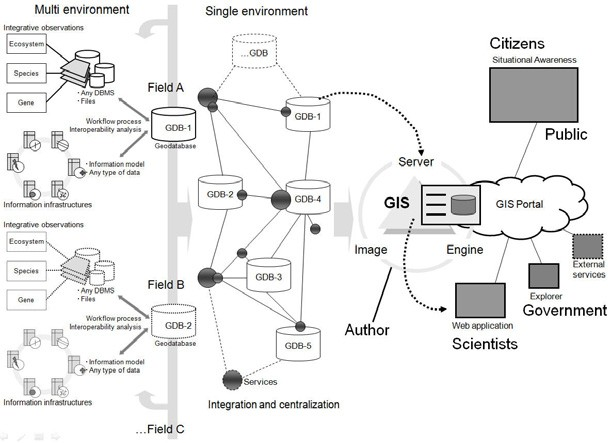 Multi environment
Single environment
Integrative observations
Ecosystem
Species
Gene
· Any DBMS
· Files
Field A
GDB-1
Geodatabase
Workflow process
Interoperability analysis
· Information model
· Any type of data
Information infrastructures
Integrative observations
Ecosystem
Species
Gene
· Any DBMS
· Files
Field B
GDB-2
Geodatabase
Workflow process
Interoperability analysis
· Information model
· Any type of data
Information infrastructures
...Field C
...GDB
GDB-1
GDB-2
GDB-4
GDB-3
GDB-5
Services
Integration and centralization
Server
GIS
Image
Engine
Author
Citizens
Situational Awareness
Public
GIS Portal
External
services
Explorer
Government
Web application
Scientists